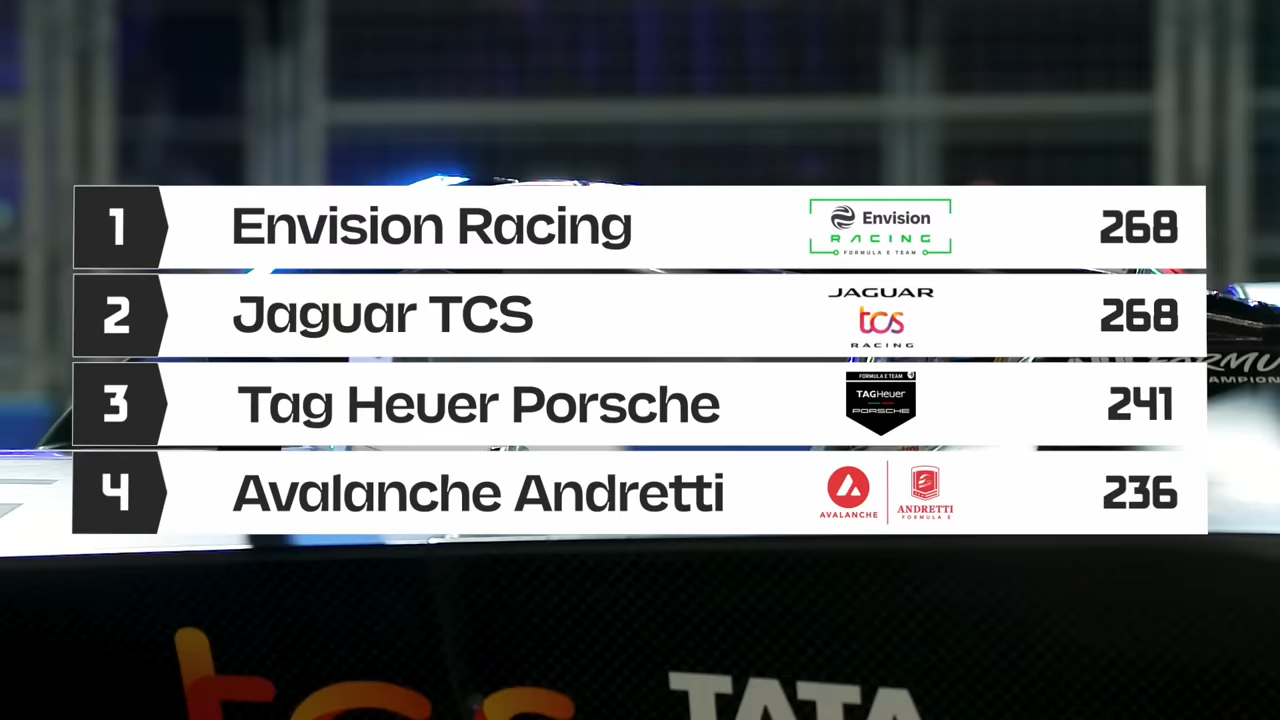 1 Envision Racing Envision RACING FORMULA E TEAM 268
2 Jaguar TCS JAGUAR tcs RACING 268
3 Tag Heuer Porsche FORMULA E TEAM TAGHeuer PORSCHE 241
4 Avalanche Andretti AVALANCHE ANDRETTI FORMULA E 236
tcs TATA